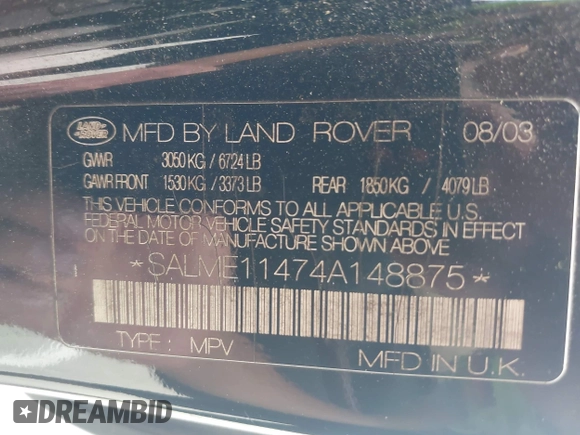 LAND ROVER MFD BY LAND ROVER 08/03
GVWR 3050 KG / 6724 LB
GAWR FRONT 1530 KG / 3373 LB REAR 1850 KG / 4079 LB
THIS VEHICLE CONFORMS TO ALL APPLICABLE U.S.
FEDERAL MOTOR VEHICLE SAFETY STANDARDS IN EFFECT
ON THE DATE OF MANUFACTURE SHOWN ABOVE
1 *SALME11474A148875*
TYPE: MPV
MFD IN U.K.
DREAMBID